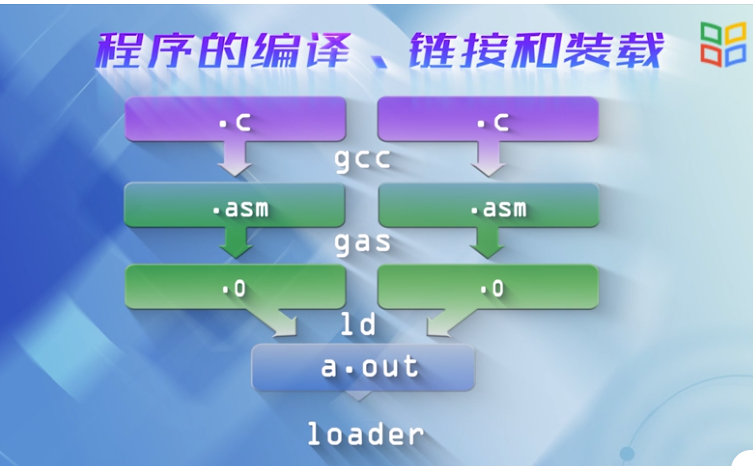 程序的编译、链接和装载
.c .c
gcc
.asm .asm
gas
.o .o
ld
a.out
loader